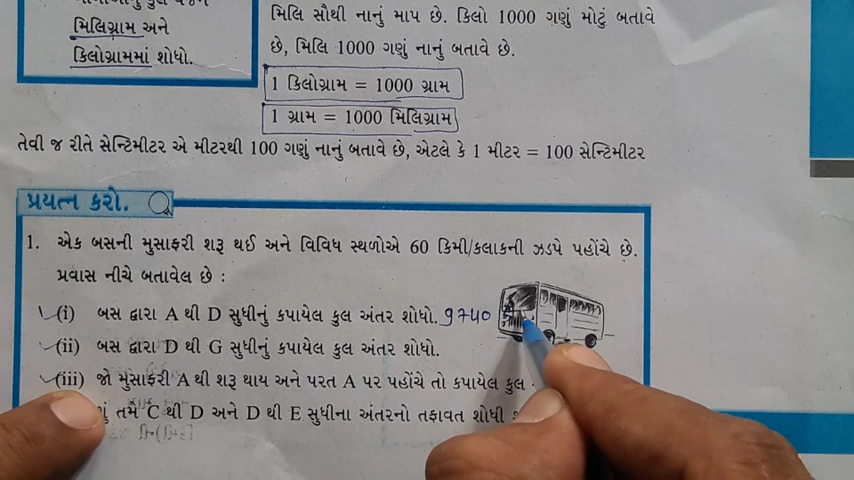 મિલિગ્રામ અને
કિલોગ્રામમાં શોધો.
મિલિ સૌથી નાનું માપ છે. કિલો 1000 ગણું મોટું બતાવે
છે, મિલિ 1000 ગણું નાનું બતાવે છે.
1 કિલોગ્રામ = 1000 ગ્રામ
1 ગ્રામ = 1000 મિલિગ્રામ
તેવી જ રીતે સેન્ટિમીટર એ મીટરથી 100 ગણું નાનું બતાવે છે, એટલે કે 1 મીટર = 100 સેન્ટિમીટર
પ્રયત્ન કરો.
1. એક બસની મુસાફરી શરૂ થઈ અને વિવિધ સ્થળોએ 60 કિમી/કલાકની ઝડપે પહોંચે છે.
પ્રવાસ નીચે બતાવેલ છે :
(i) બસ દ્વારા A થી D સુધીનું કપાયેલ કુલ અંતર શોધો. 9740
(ii) બસ દ્વારા D થી G સુધીનું કપાયેલ કુલ અંતર શોધો.
(iii) જો મુસાફરી A થી શરૂ થાય અને પરત A પર પહોંચે તો કપાયેલ કુલ
તમે C થી D અને D થી E સુધીના અંતરનો તફાવત શોધી